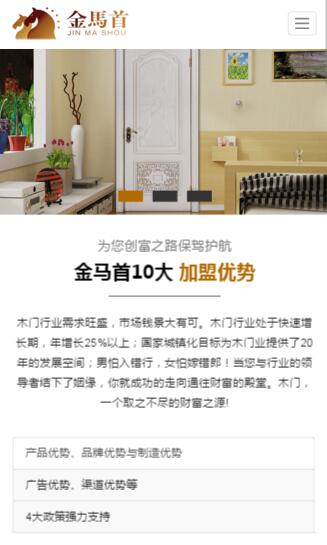 金馬首
JIN MA SHOU
为您创富之路保驾护航
金马首10大 加盟优势
木门行业需求旺盛，市场钱景大有可。木门行业处于快速增
长期，年增长25%以上；国家城镇化目标为木门业提供了20
年的发展空间；男怕入错行，女怕嫁错郎！当您与行业的领
导者结下了姻缘，你就成功的走向通往财富的殿堂。木门，
一个取之不尽的财富之源!
产品优势、品牌优势与制造优势
广告优势、渠道优势等
4大政策强力支持